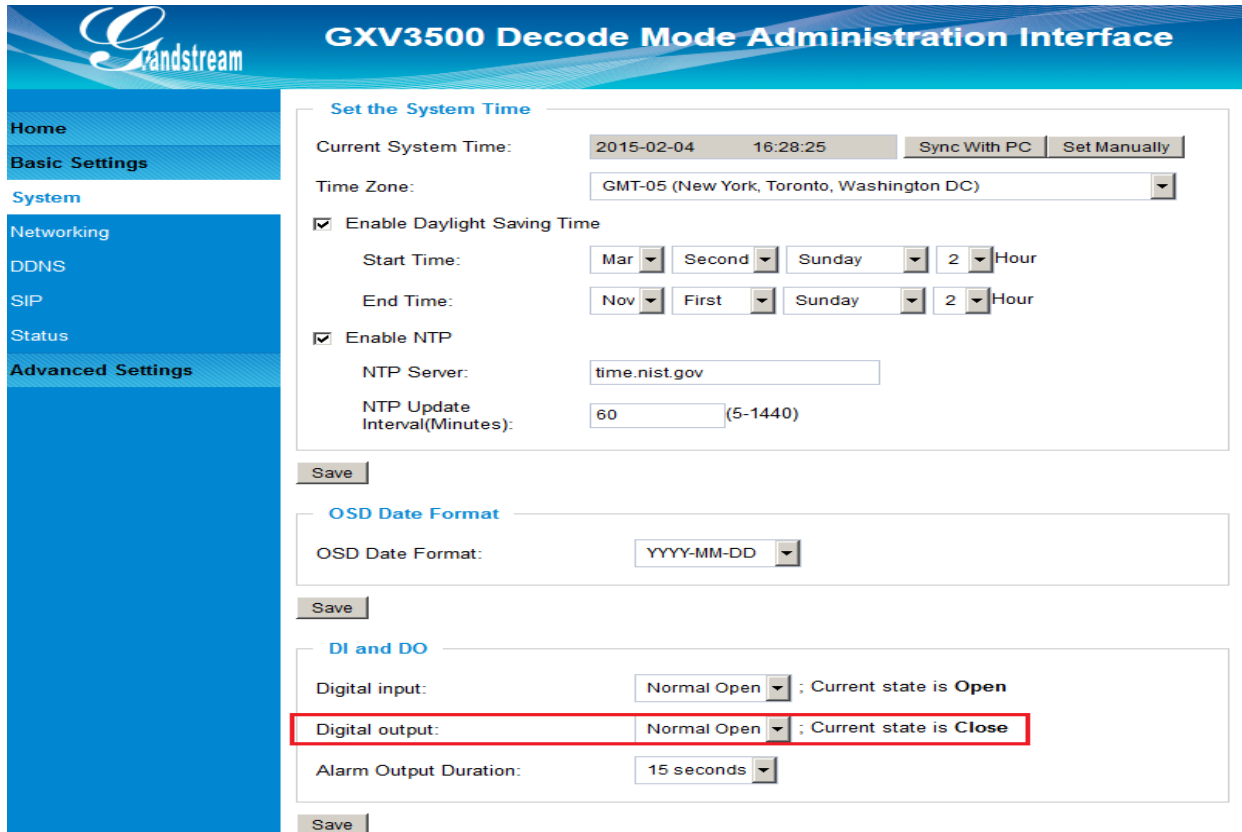 Grandstream
GXV3500 Decode Mode Administration Interface
Home
Basic Settings
System
Networking
DDNS
SIP
Status
Advanced Settings
Set the System Time
Current System Time: 2015-02-04 16:28:25 Sync With PC Set Manually
Time Zone: GMT-05 (New York, Toronto, Washington DC)
Enable Daylight Saving Time
Start Time: Mar Second Sunday 2 Hour
End Time: Nov First Sunday 2 Hour
Enable NTP
NTP Server: time.nist.gov
NTP Update
Interval(Minutes): 60 (5-1440)
Save
OSD Date Format
OSD Date Format: YYYY-MM-DD
Save
DI and DO
Digital input: Normal Open ; Current state is Open
Digital output: Normal Open ; Current state is Close
Alarm Output Duration: 15 seconds
Save